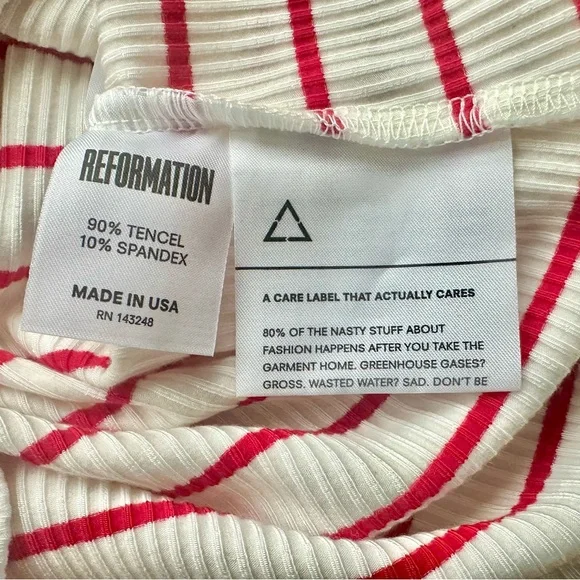 REFORMATION
90% TENCEL
10% SPANDEX
MADE IN USA
RN 143248
A CARE LABEL THAT ACTUALLY CARES
80% OF THE NASTY STUFF ABOUT
FASHION HAPPENS AFTER YOU TAKE THE
GARMENT HOME. GREENHOUSE GASES?
GROSS. WASTED WATER? SAD. DON'T BE